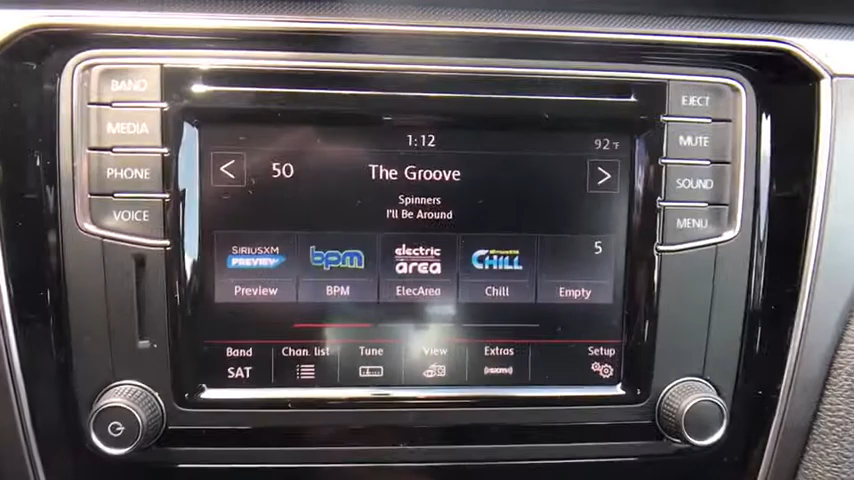 BAND
MEDIA
PHONE
VOICE
EJECT
MUTE
SOUND
MENU
1:12
92°F
<
50
The Groove
>
Spinners
I'll Be Around
SIRIUSXM
PREVIEW
bpm
electric
area
SiriusXM
CHILL
5
Preview
BPM
ElecArea
Chill
Empty
Band
Chan. list
Tune
View
Extras
Setup
SAT
((SXM))